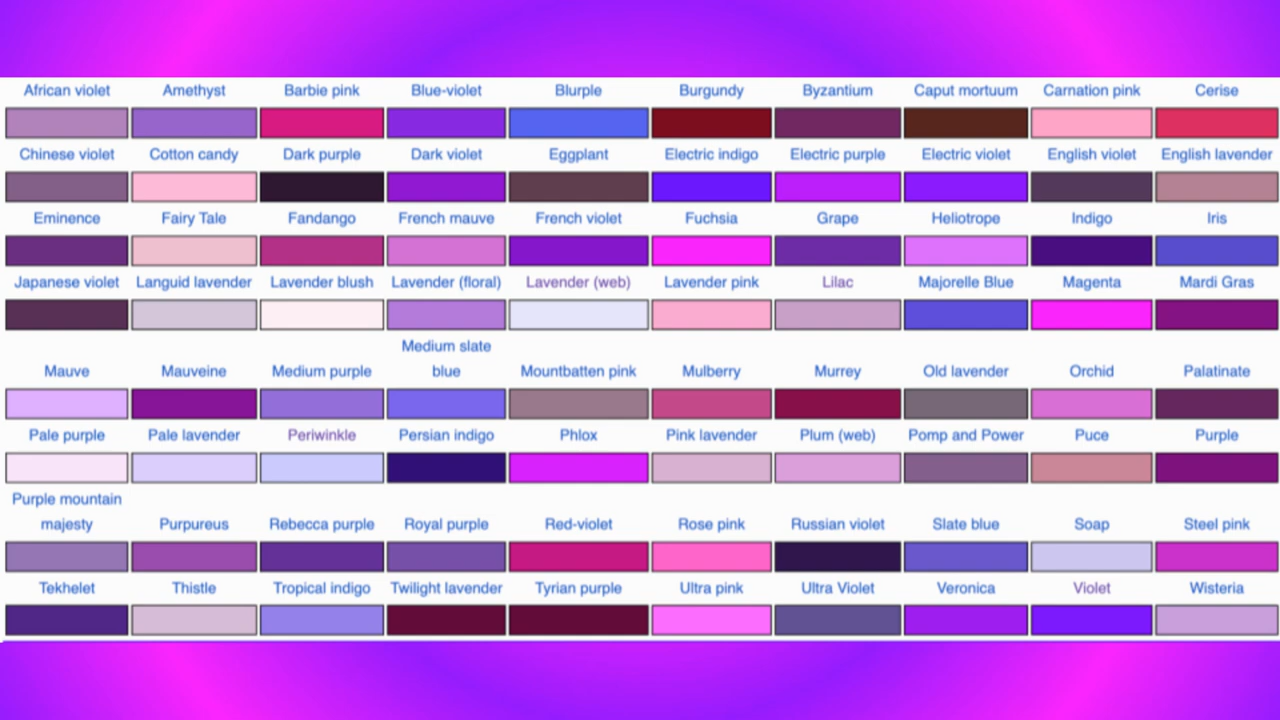 African violet Amethyst Barbie pink Blue-violet Blurple Burgundy Byzantium Caput mortuum Carnation pink Cerise
Chinese violet Cotton candy Dark purple Dark violet Eggplant Electric indigo Electric purple Electric violet English violet English lavender
Eminence Fairy Tale Fandango French mauve French violet Fuchsia Grape Heliotrope Indigo Iris
Japanese violet Languid lavender Lavender blush Lavender (floral) Lavender (web) Lavender pink Lilac Majorelle Blue Magenta Mardi Gras
Medium slate
Mauve Mauveine Medium purple blue Mountbatten pink Mulberry Murrey Old lavender Orchid Palatinate
Pale purple Pale lavender Periwinkle Persian indigo Phlox Pink lavender Plum (web) Pomp and Power Puce Purple
Purple mountain
majesty Purpureus Rebecca purple Royal purple Red-violet Rose pink Russian violet Slate blue Soap Steel pink
Tekhelet Thistle Tropical indigo Twilight lavender Tyrian purple Ultra pink Ultra Violet Veronica Violet Wisteria